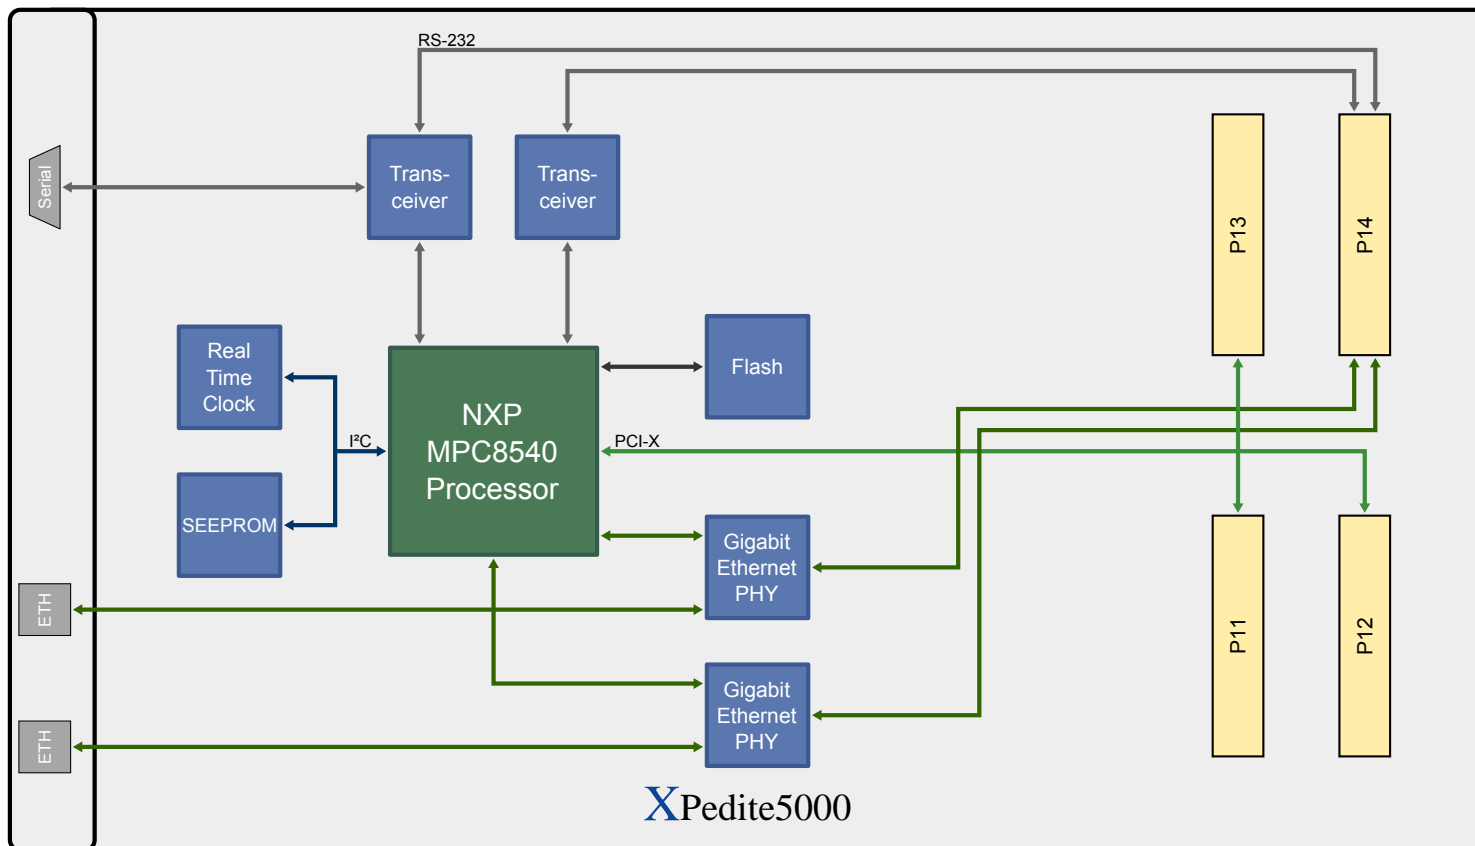 RS-232
Serial
Trans-
ceiver
Trans-
ceiver
P13
P14
Real
Time
Clock
I²C
NXP
MPC8540
Processor
Flash
PCI-X
SEEPROM
Gigabit
Ethernet
PHY
ETH
P11
P12
Gigabit
Ethernet
PHY
ETH
XPedite5000